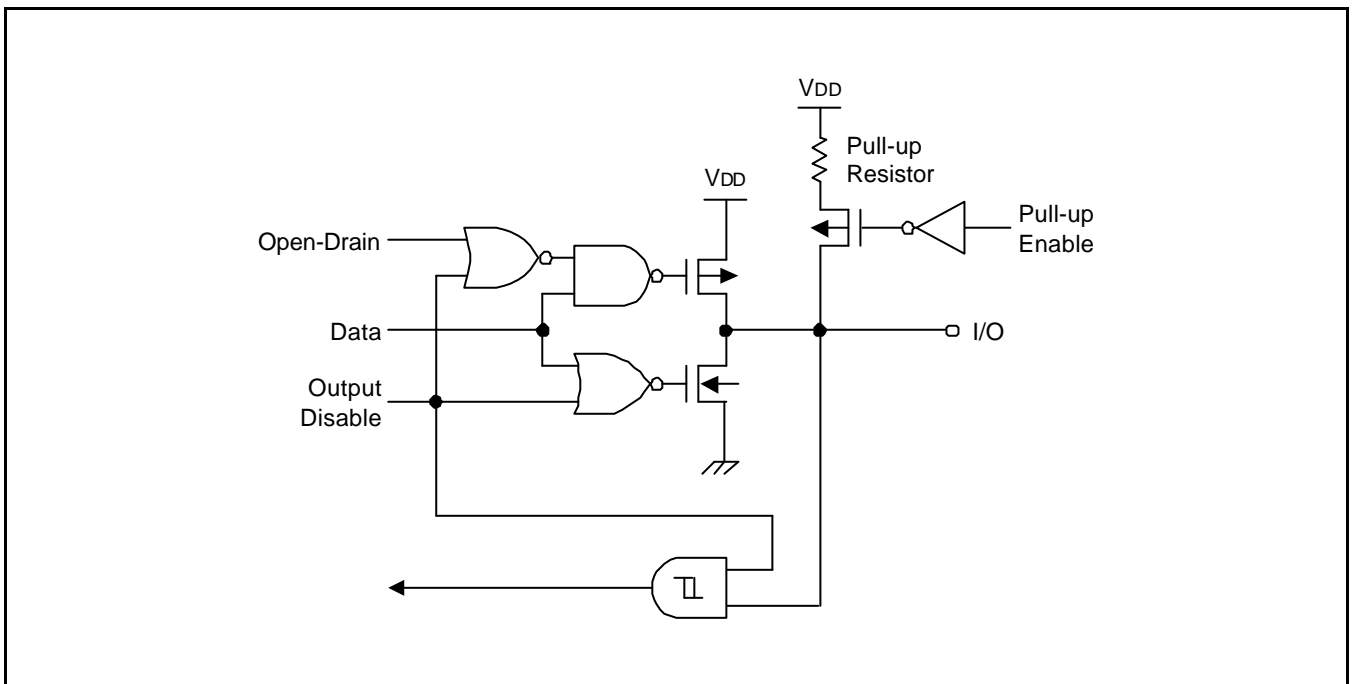 VDD
Pull-up
Resistor
VDD
Pull-up
Enable
Open-Drain
Data
I/O
Output
Disable